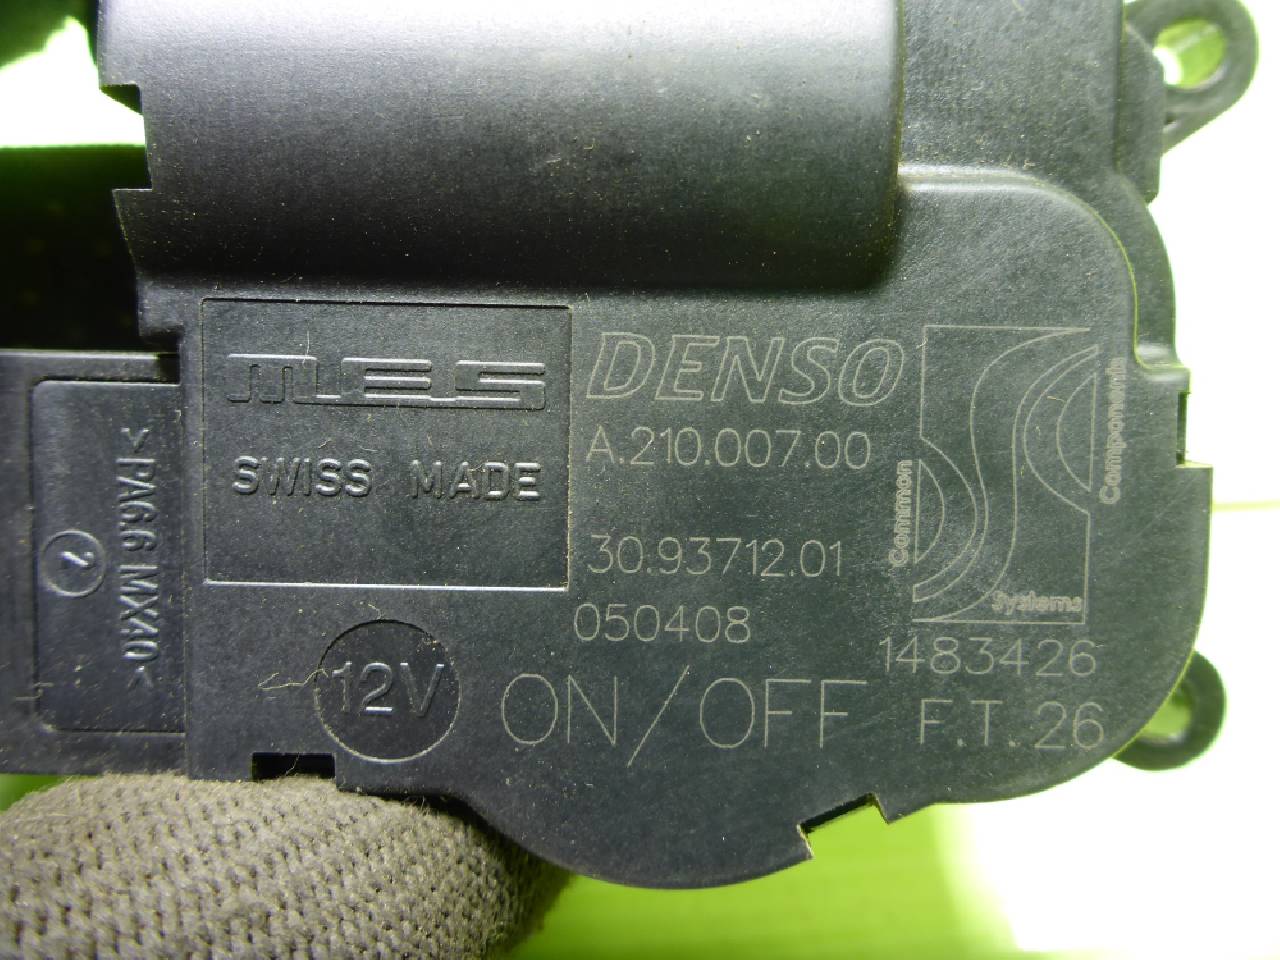 MES
SWISS MADE
>PA6.6 MX40<
12V
DENSO
A.210.007.00
30.93712.01
050408
ON/OFF
Common
Components
Systems
1483426
F.T.26